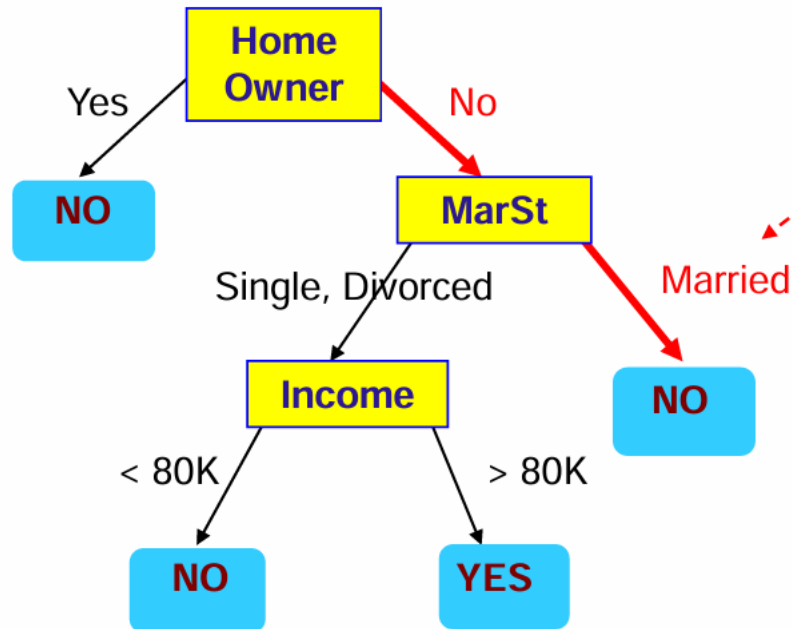 Home
Owner
Yes
No
NO
MarSt
Single, Divorced
Married
Income
NO
< 80K
> 80K
NO
YES